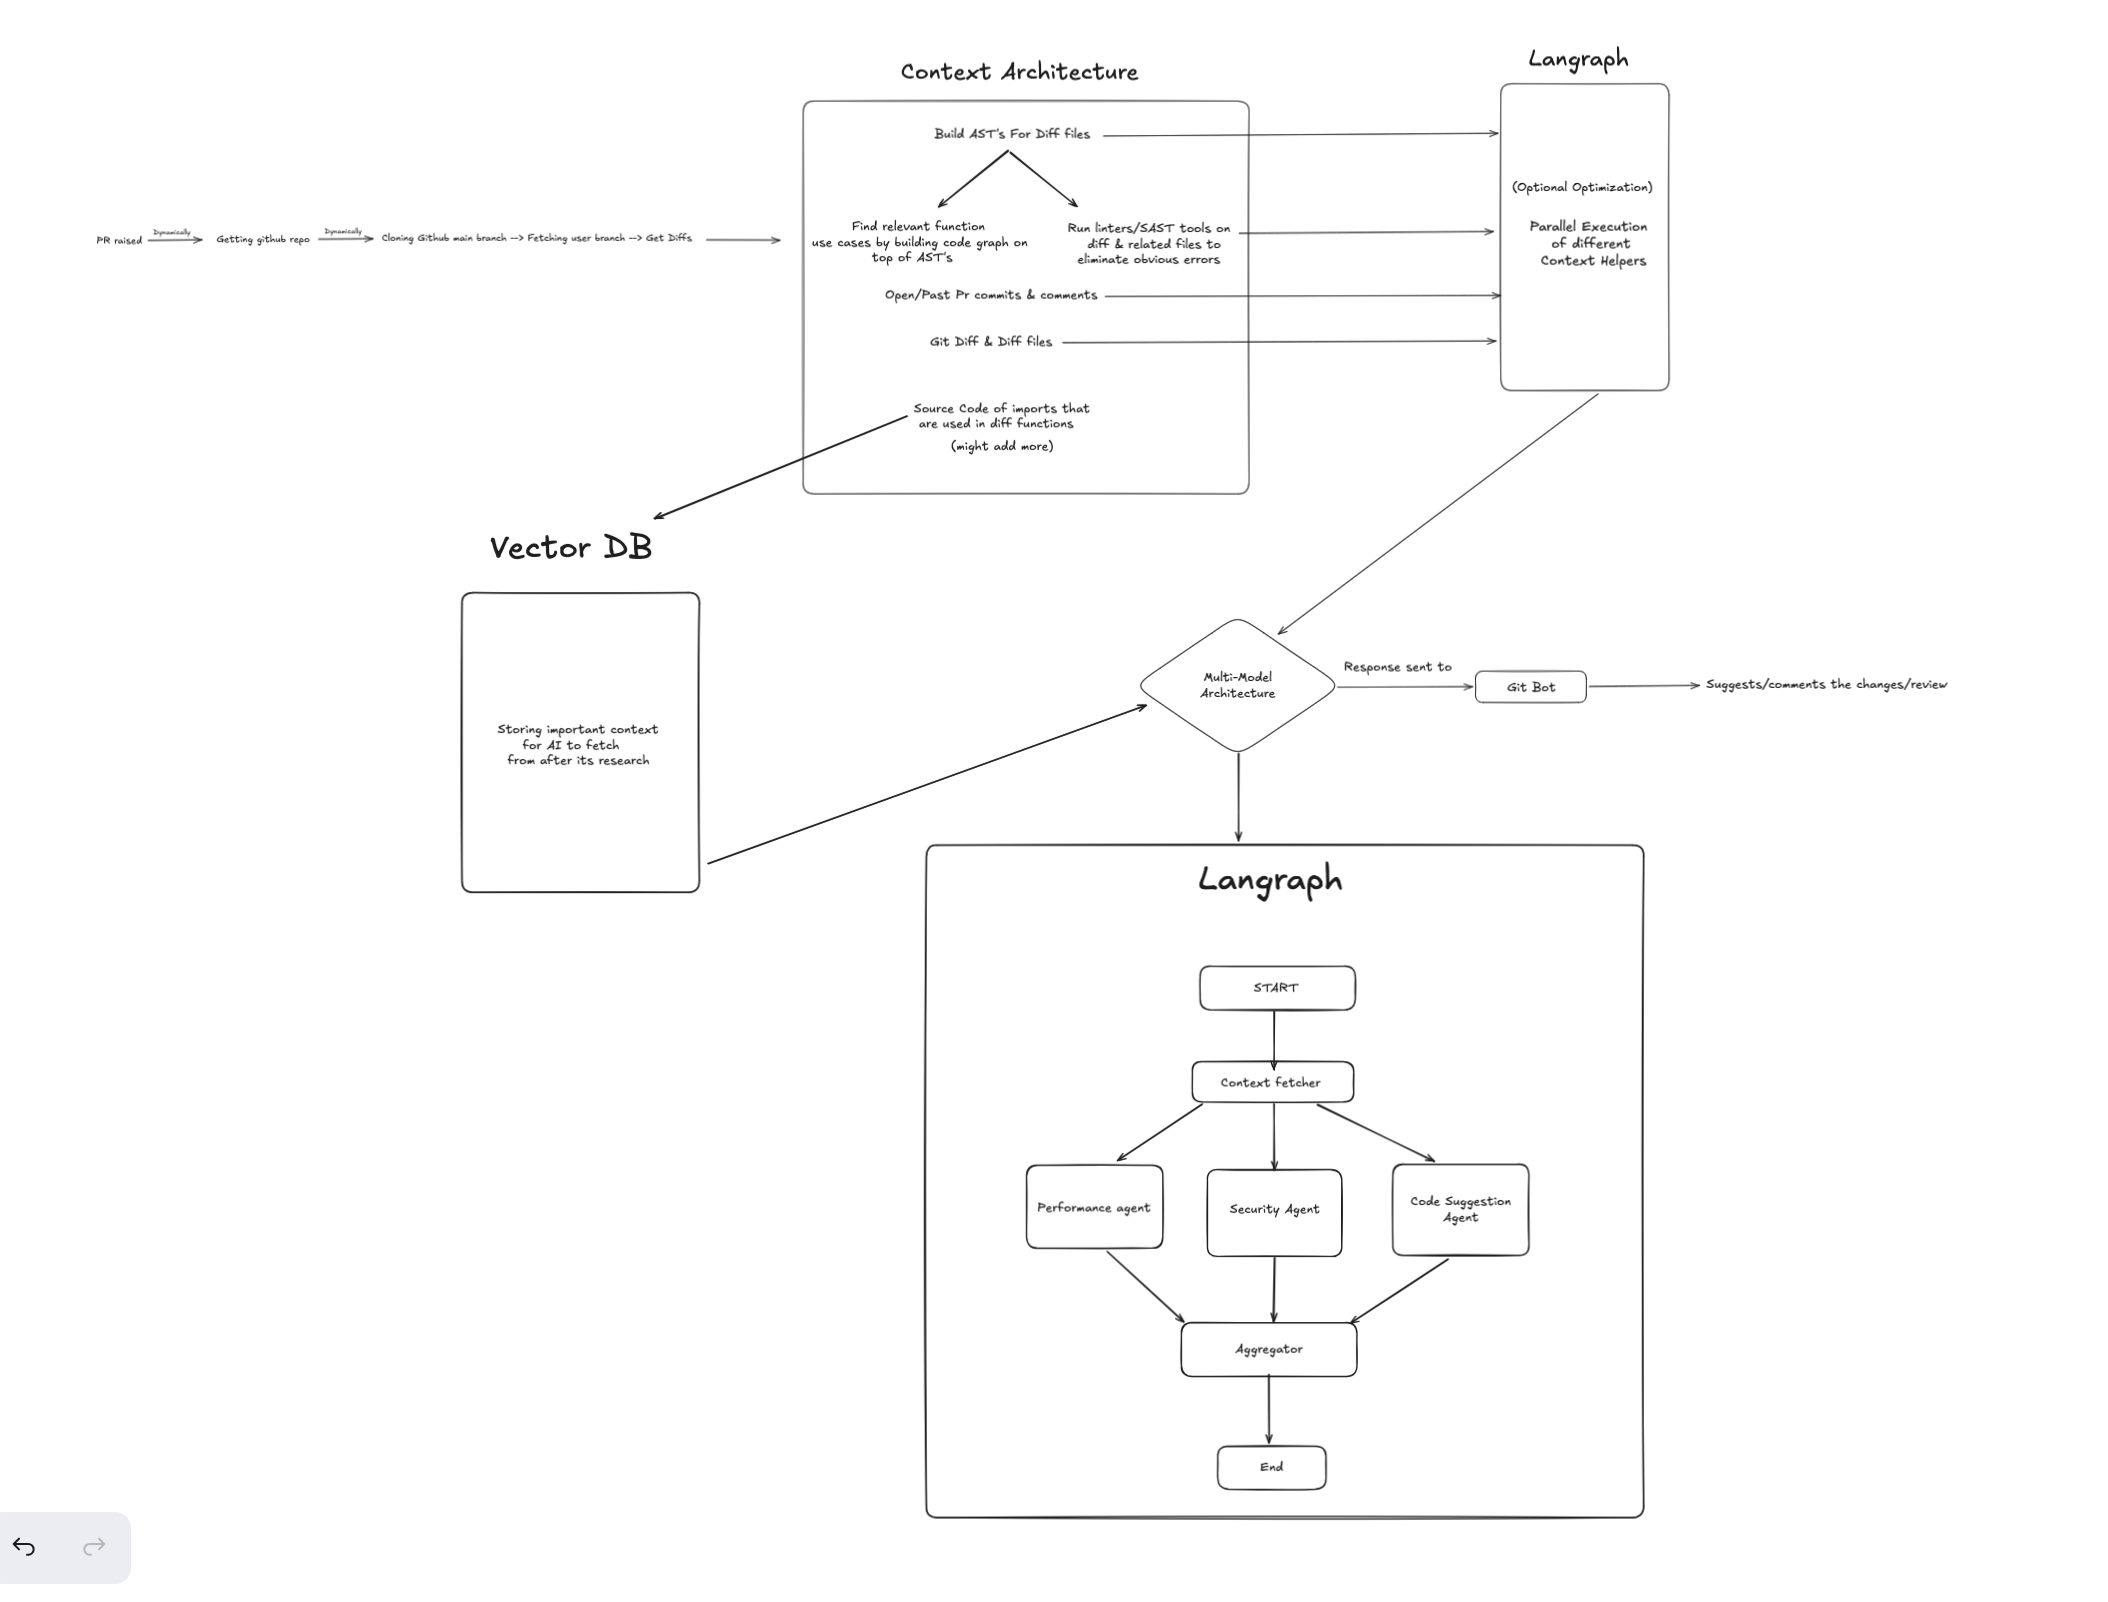 Context Architecture
Langraph
Build AST's For Diff files
(Optional Optimization)
Parallel Execution
of different
Context Helpers
PR raised
Dynamically
Getting github repo
Dynamically
Cloning Github main branch --> Fetching user branch --> Get Diffs
Find relevant function
use cases by building code graph on
top of AST's
Run linters/SAST tools on
diff & related files to
eliminate obvious errors
Open/Past Pr commits & comments
Git Diff & Diff files
Source Code of imports that
are used in diff functions
(might add more)
Vector DB
Storing important context
for AI to fetch
from after its research
Multi-Model
Architecture
Response sent to
Git Bot
Suggests/comments the changes/review
Langraph
START
Context fetcher
Performance agent
Security Agent
Code Suggestion
Agent
Aggregator
End